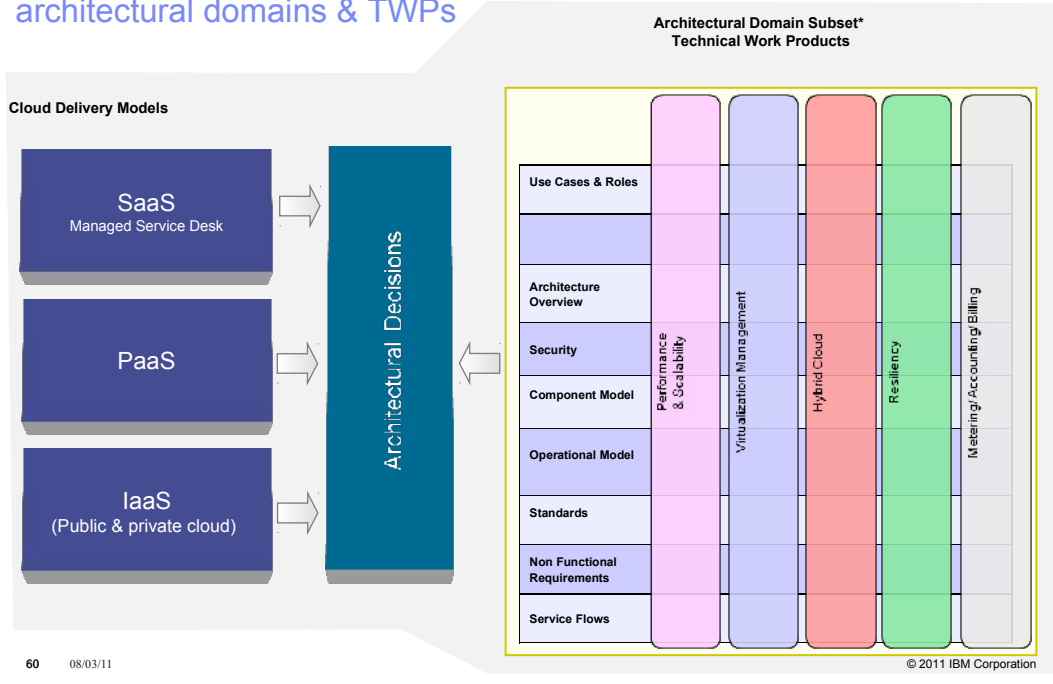 architectural domains & TWPs
Architectural Domain Subset*
Technical Work Products
Cloud Delivery Models
SaaS
Managed Service Desk
PaaS
IaaS
(Public & private cloud)
Architectural Decisions
Use Cases & Roles
Architecture
Overview
Security
Component Model
Operational Model
Standards
Non Functional
Requirements
Service Flows
Performance
& Scalability
Virtualization Management
Hybrid Cloud
Resiliency
Metering/ Accounting/ Billing
60 08/03/11
© 2011 IBM Corporation